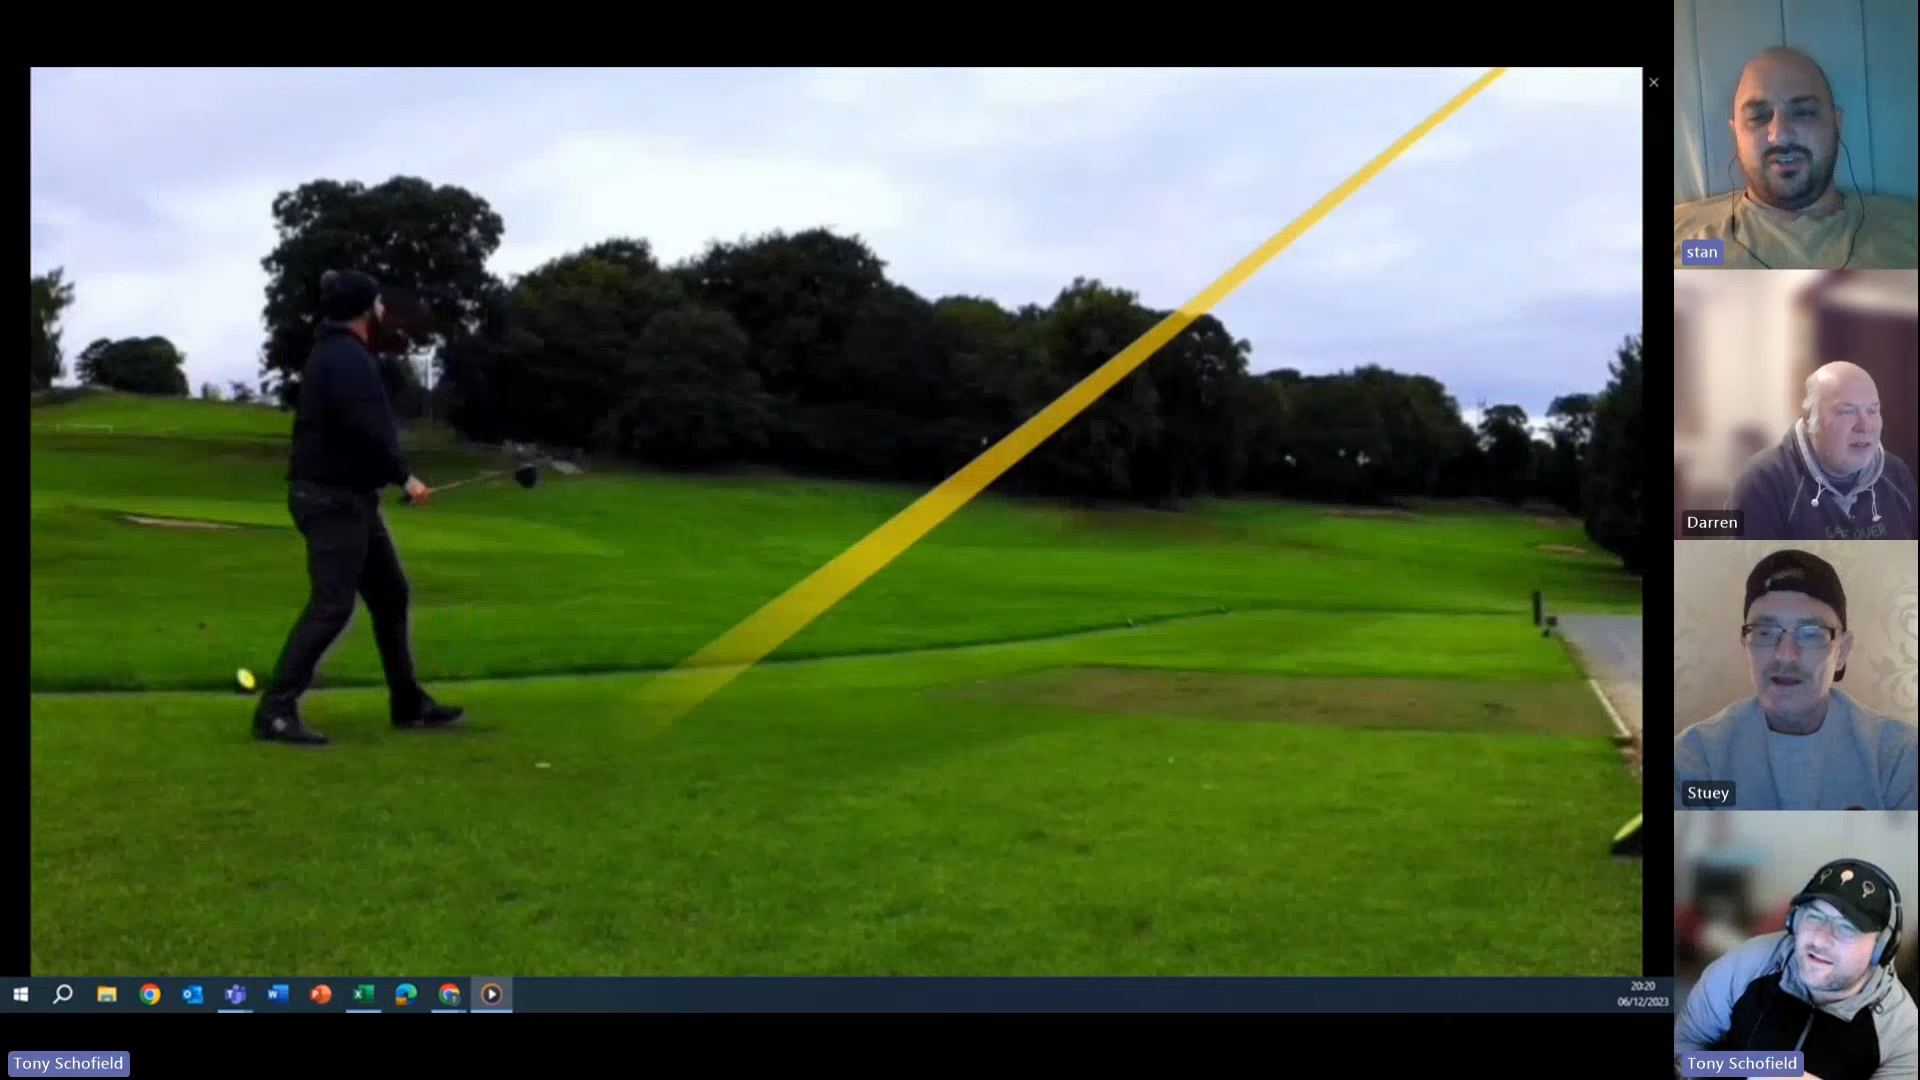 stan
Darren
Stuey
20:20
06/12/2023
Tony Schofield
Tony Schofield